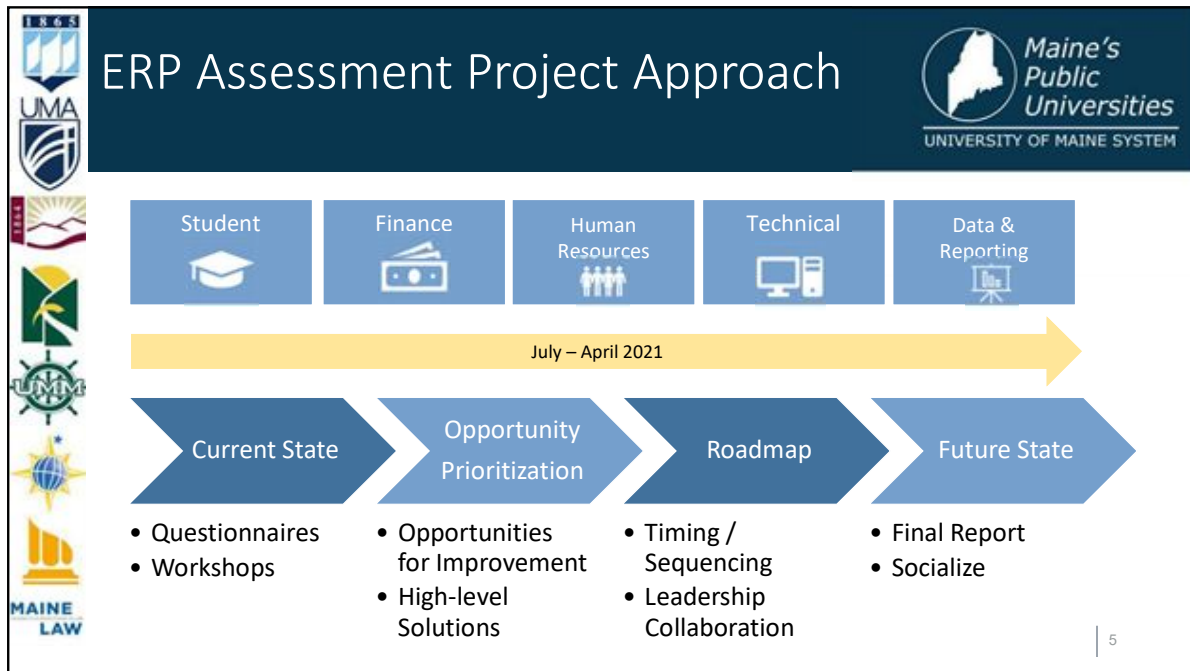 1865
UMA
1864
UMM
MAINE
LAW
ERP Assessment Project Approach
Maine's
Public
Universities
UNIVERSITY OF MAINE SYSTEM
Student
Finance
Human
Resources
Technical
Data &
Reporting
July – April 2021
Current State
Opportunity
Prioritization
Roadmap
Future State
• Questionnaires
• Workshops
• Opportunities
for Improvement
• High-level
Solutions
• Timing /
Sequencing
• Leadership
Collaboration
• Final Report
• Socialize
5